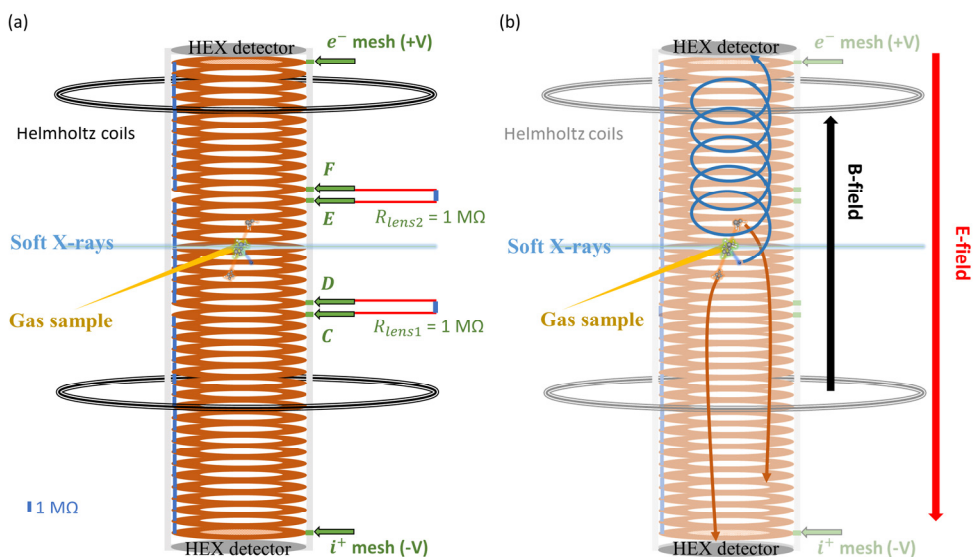 (a)
HEX detector
e⁻ mesh (+V)
Helmholtz coils
F
E
R_lens2 = 1 MΩ
Soft X-rays
D
Gas sample
C
R_lens1 = 1 MΩ
1 MΩ
i⁺ mesh (-V)
HEX detector
(b)
HEX detector
e⁻ mesh (+V)
Helmholtz coils
B-field
E-field
Soft X-rays
Gas sample
i⁺ mesh (-V)
HEX detector